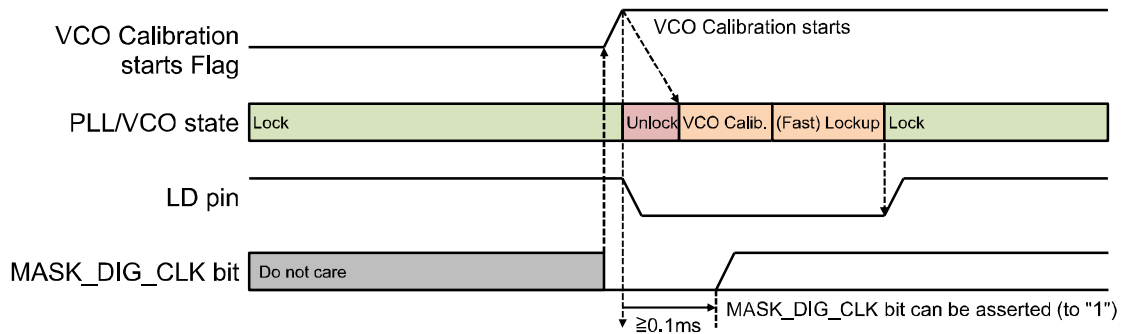 VCO Calibration
starts Flag
VCO Calibration starts
PLL/VCO state
Lock
Unlock
VCO Calib.
(Fast) Lockup
Lock
LD pin
MASK_DIG_CLK bit
Do not care
≧0.1ms
MASK_DIG_CLK bit can be asserted (to "1")